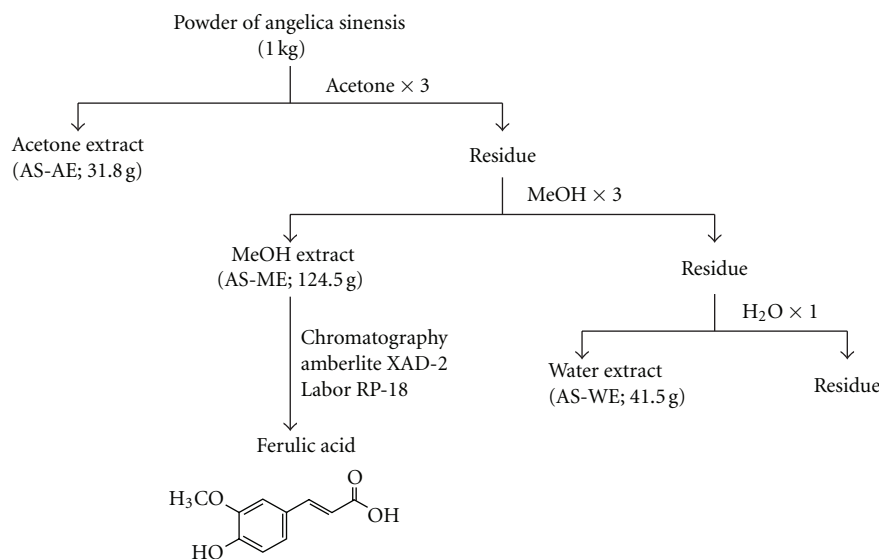 Powder of angelica sinensis
(1 kg)
Acetone × 3
Acetone extract
(AS-AE; 31.8 g)
Residue
MeOH × 3
MeOH extract
(AS-ME; 124.5 g)
Residue
H₂O × 1
Chromatography
amberlite XAD-2
Labor RP-18
Water extract
(AS-WE; 41.5 g)
Residue
Ferulic acid
O
H₃CO
OH
HO